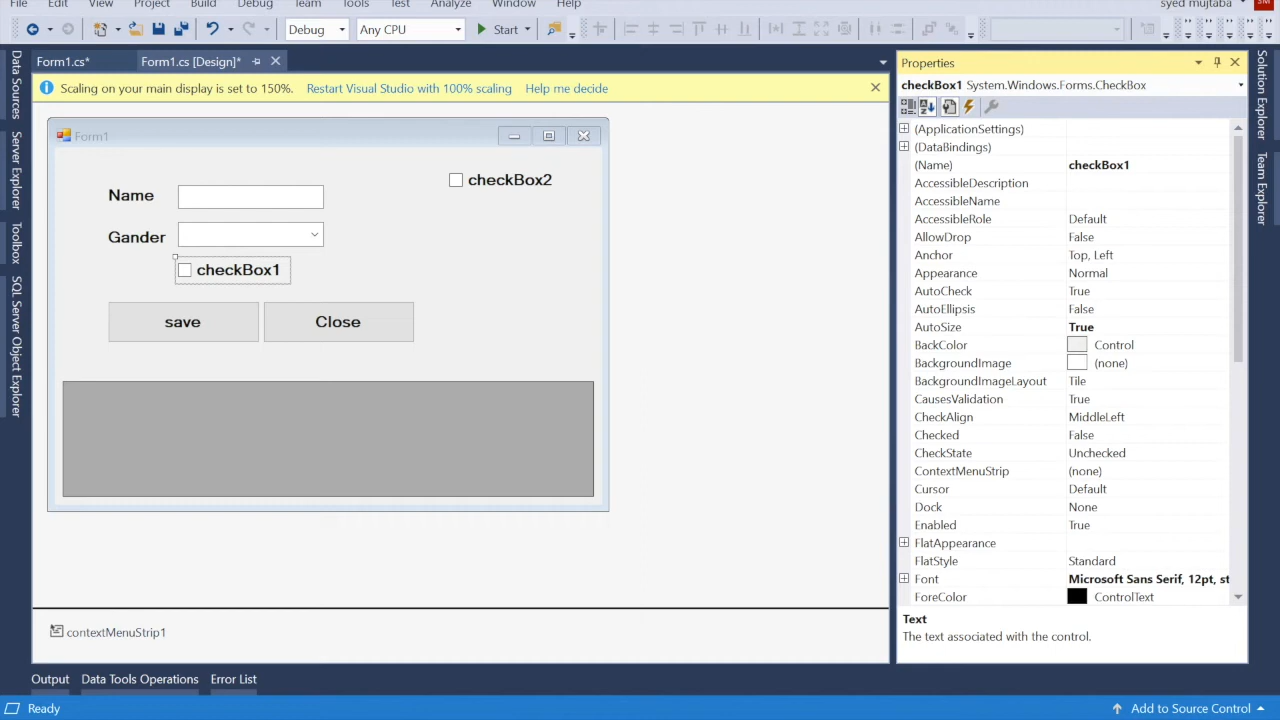 File Edit View Project Build Debug Team Tools Test Analyze Window Help syed mujtaba SM
Debug Any CPU Start
Form1.cs* Form1.cs [Design]*
Scaling on your main display is set to 150%. Restart Visual Studio with 100% scaling Help me decide
Data Sources
Server Explorer
Toolbox
SQL Server Object Explorer
Form1
Name
checkBox2
Gander
checkBox1
save Close
contextMenuStrip1
Properties
checkBox1 System.Windows.Forms.CheckBox
(ApplicationSettings)
(DataBindings)
(Name) checkBox1
AccessibleDescription
AccessibleName
AccessibleRole Default
AllowDrop False
Anchor Top, Left
Appearance Normal
AutoCheck True
AutoEllipsis False
AutoSize True
BackColor Control
BackgroundImage (none)
BackgroundImageLayout Tile
CausesValidation True
CheckAlign MiddleLeft
Checked False
CheckState Unchecked
ContextMenuStrip (none)
Cursor Default
Dock None
Enabled True
FlatAppearance
FlatStyle Standard
Font Microsoft Sans Serif, 12pt, st
ForeColor ControlText
Text
The text associated with the control.
Solution Explorer
Team Explorer
Output Data Tools Operations Error List
Ready Add to Source Control